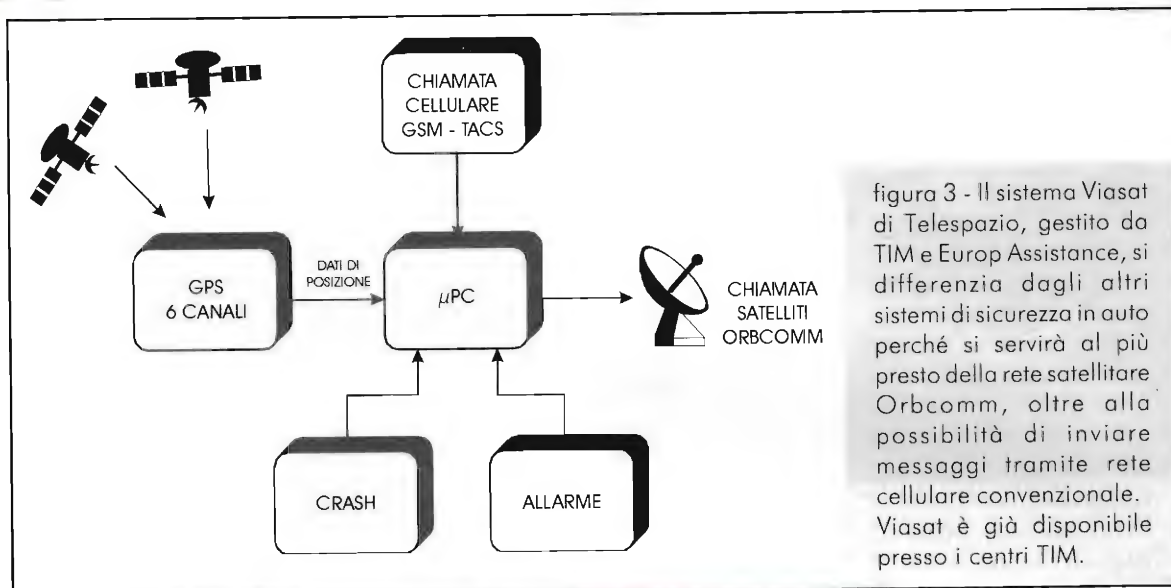 CHIAMATA
CELLULARE
GSM - TACS
GPS
6 CANALI
DATI DI
POSIZIONE
µPC
CHIAMATA
SATELLITI
ORBCOMM
CRASH
ALLARME
figura 3 - Il sistema Viasat
di Telespazio, gestito da
TIM e Europ Assistance, si
differenzia dagli altri
sistemi di sicurezza in auto
perché si servirà al più
presto della rete satellitare
Orbcomm, oltre alla
possibilità di inviare
messaggi tramite rete
cellulare convenzionale.
Viasat è già disponibile
presso i centri TIM.